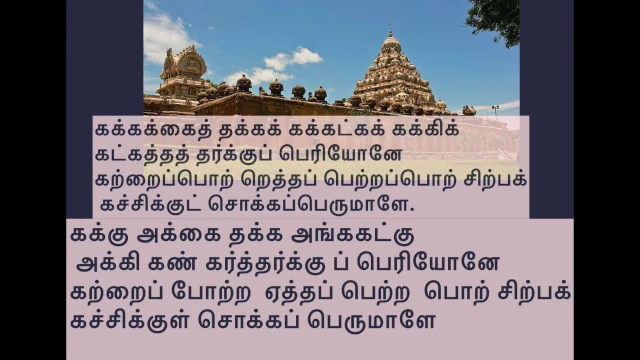 கக்கக்கைத் தக்கக் கக்கட்கக் கக்கிக்
கட்கத்தத் தர்க்குப் பெரியோனே
கற்றைப்பொற் றெத்தப் பெற்றப்பொற் சிற்பக்
கச்சிக்குட் சொக்கப்பெருமாளே.
கக்கு அக்கை தக்க அங்ககட்கு
அக்கி கண் கர்த்தர்க்கு ப் பெரியோனே
கற்றைப் போற்ற ஏத்தப் பெற்ற பொற் சிற்பக்
கச்சிக்குள் சொக்கப் பெருமாளே